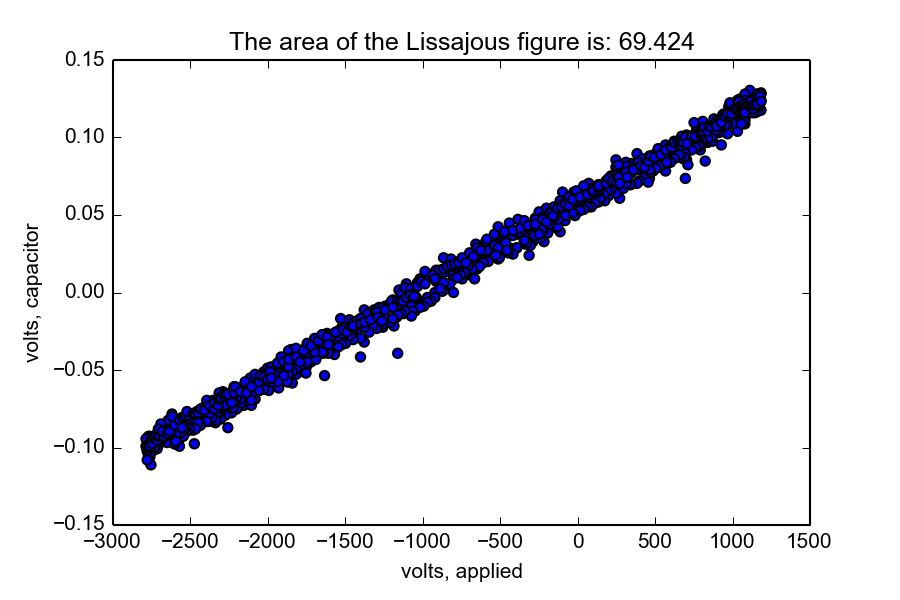 The area of the Lissajous figure is: 69.424
0.15
0.10
0.05
0.00
−0.05
−0.10
−0.15
−3000 −2500 −2000 −1500 −1000 −500 0 500 1000 1500
volts, capacitor
volts, applied